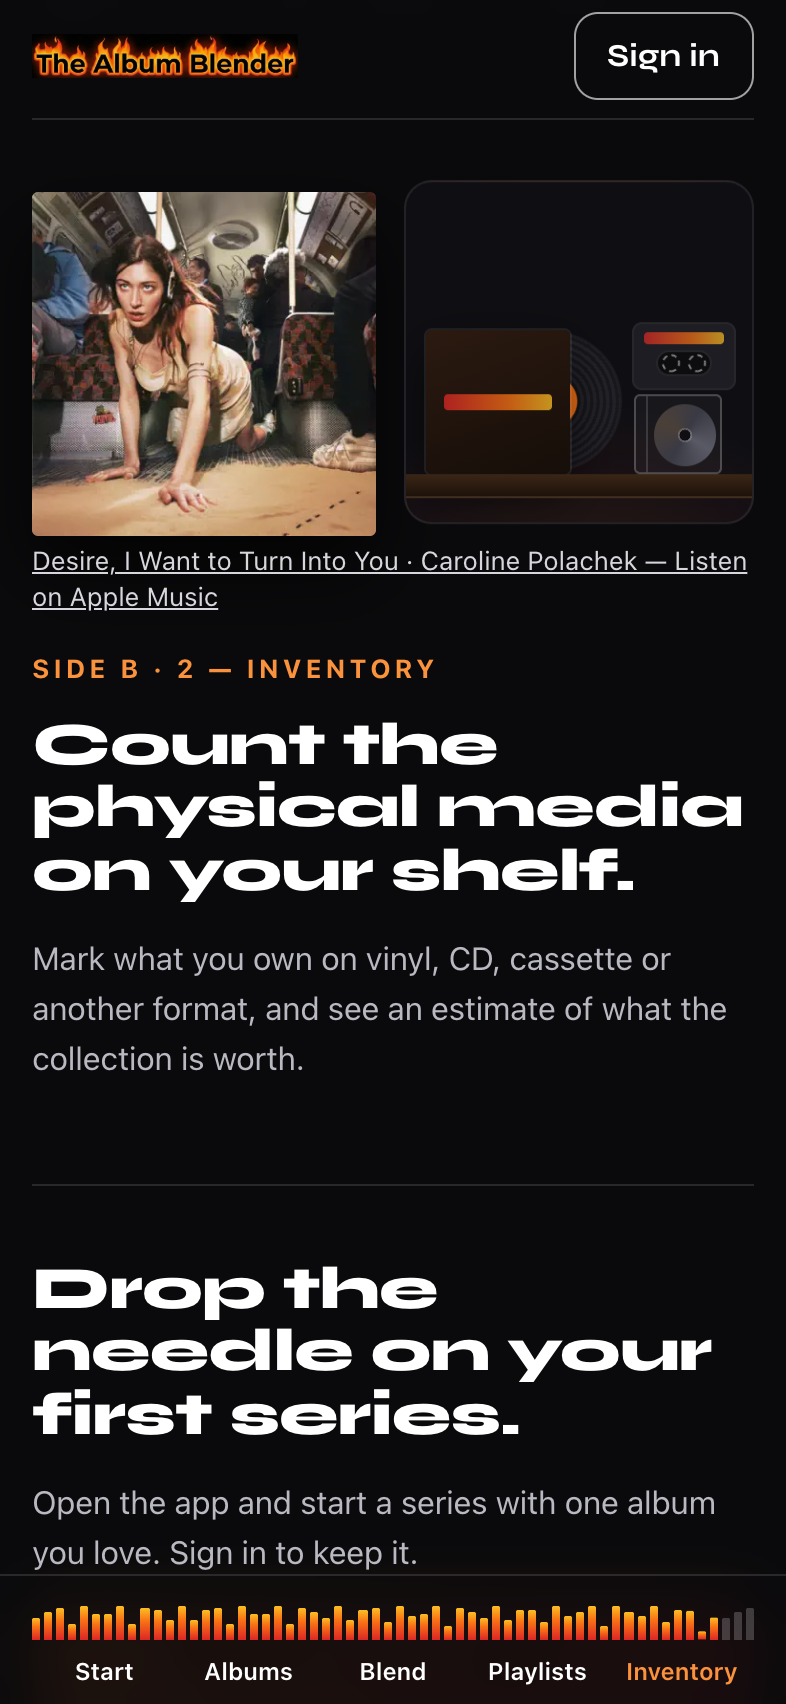 The Album Blender
Sign in
Desire, I Want to Turn Into You · Caroline Polachek — Listen
on Apple Music
SIDE B · 2 — INVENTORY
Count the
physical media
on your shelf.
Mark what you own on vinyl, CD, cassette or
another format, and see an estimate of what the
collection is worth.
Drop the
needle on your
first series.
Open the app and start a series with one album
you love. Sign in to keep it.
Start
Albums
Blend
Playlists
Inventory